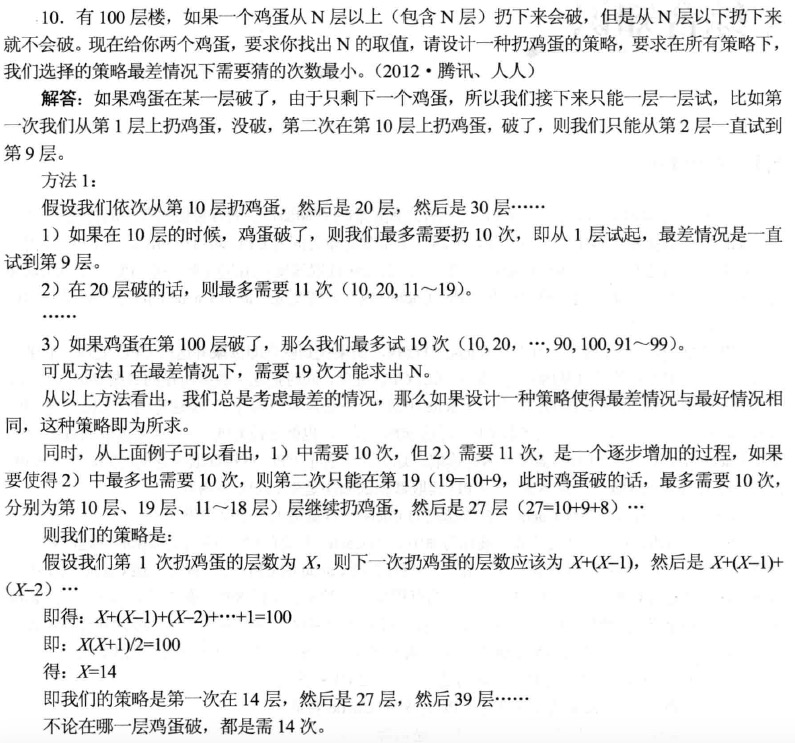 10. 有 100 层楼，如果一个鸡蛋从 N 层以上（包含 N 层）扔下来会破，但是从 N 层以下扔下来
就不会破。现在给你两个鸡蛋，要求你找出 N 的取值，请设计一种扔鸡蛋的策略，要求在所有策略下，
我们选择的策略最差情况下需要猜的次数最小。（2012·腾讯、人人）
解答：如果鸡蛋在某一层破了，由于只剩下一个鸡蛋，所以我们接下来只能一层一层试，比如第
一次我们从第 1 层上扔鸡蛋，没破，第二次在第 10 层上扔鸡蛋，破了，则我们只能从第 2 层一直试到
第 9 层。
方法 1：
假设我们依次从第 10 层扔鸡蛋，然后是 20 层，然后是 30 层……
1）如果在 10 层的时候，鸡蛋破了，则我们最多需要扔 10 次，即从 1 层试起，最差情况是一直
试到第 9 层。
2）在 20 层破的话，则最多需要 11 次（10, 20, 11～19）。
……
3）如果鸡蛋在第 100 层破了，那么我们最多试 19 次（10, 20，…, 90, 100, 91～99）。
可见方法 1 在最差情况下，需要 19 次才能求出 N。
从以上方法看出，我们总是考虑最差的情况，那么如果设计一种策略使得最差情况与最好情况相
同，这种策略即为所求。
同时，从上面例子可以看出，1）中需要 10 次，但 2）需要 11 次，是一个逐步增加的过程，如果
要使得 2）中最多也需要 10 次，则第二次只能在第 19（19=10+9，此时鸡蛋破的话，最多需要 10 次，
分别为第 10 层、19 层、11～18 层）层继续扔鸡蛋，然后是 27 层（27=10+9+8）…
则我们的策略是：
假设我们第 1 次扔鸡蛋的层数为 X，则下一次扔鸡蛋的层数应该为 X+(X–1)，然后是 X+(X–1)+
（X–2）…
即得：X+(X–1)+(X–2)+…+1=100
即：X(X+1)/2=100
得：X=14
即我们的策略是第一次在 14 层，然后是 27 层，然后 39 层……
不论在哪一层鸡蛋破，都是需 14 次。